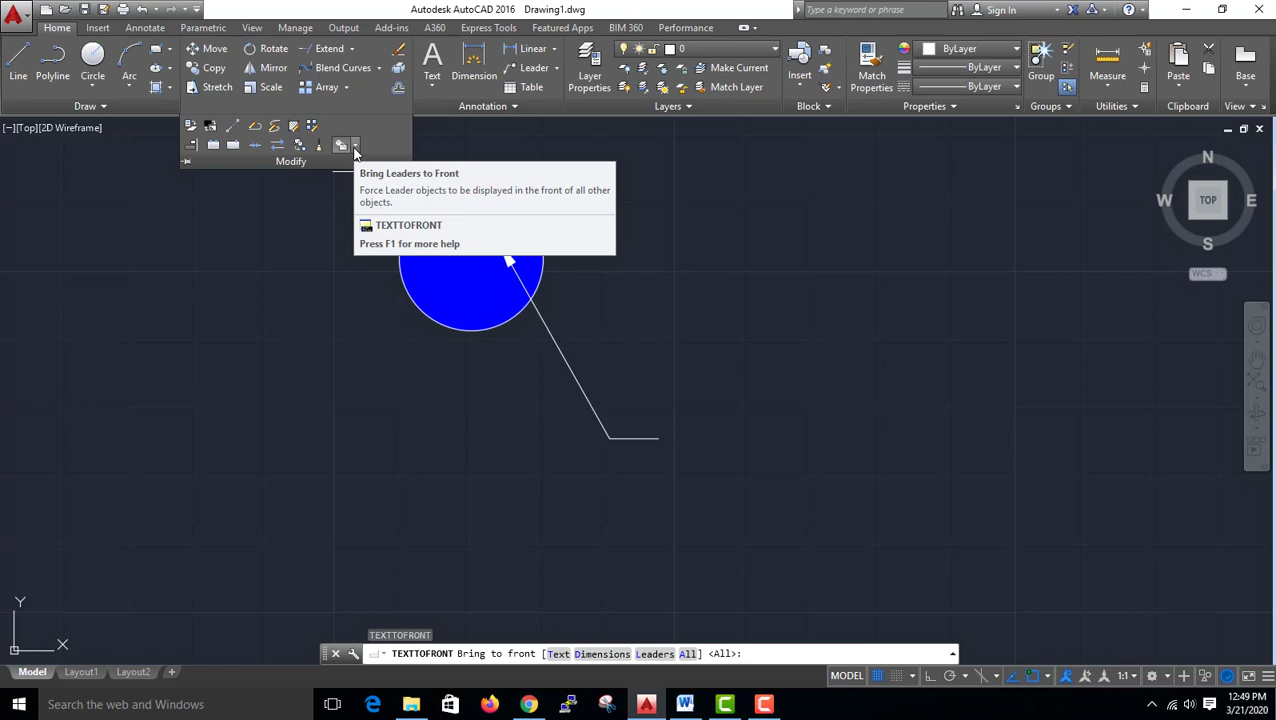 Autodesk AutoCAD 2016 Drawing1.dwg
Type a keyword or phrase
Sign In
Home Insert Annotate Parametric View Manage Output Add-ins A360 Express Tools Featured Apps BIM 360 Performance
Line Polyline Circle Arc
Move Rotate Extend
Copy Mirror Blend Curves
Stretch Scale Array
Text Dimension
Linear
Leader
Table
Layer
Properties
0
Make Current
Match Layer
Insert
Match
Properties
ByLayer
ByLayer
ByLayer
Group
Measure
Paste
Base
Draw Annotation Layers Block Properties Groups Utilities Clipboard View
[−][Top][2D Wireframe]
Modify
Bring Leaders to Front
Force Leader objects to be displayed in the front of all other
objects.
TEXTTOFRONT
Press F1 for more help
N
W TOP E
S
WCS
Y
X
TEXTTOFRONT
TEXTTOFRONT Bring to front [Text Dimensions Leaders All] <All>:
Model Layout1 Layout2 +
MODEL
1:1
Search the web and Windows
12:49 PM
3/21/2020